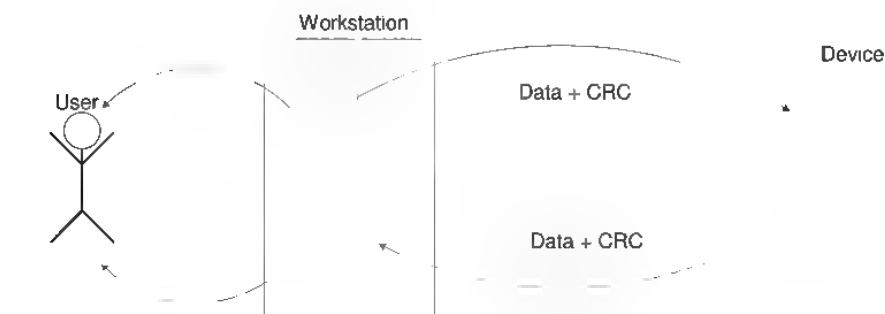 Workstation
Device
User
Data + CRC
Data + CRC